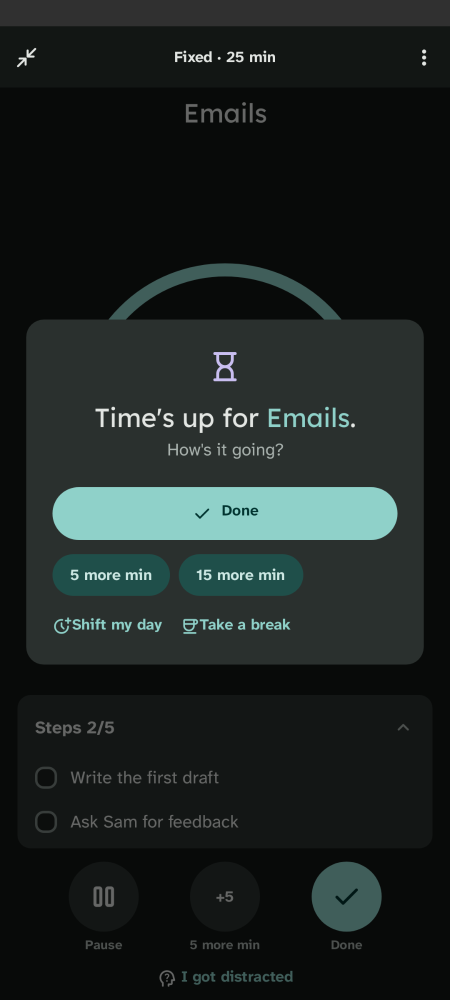 Fixed · 25 min
Emails
Time's up for Emails.
How's it going?
Done
5 more min
15 more min
Shift my day
Take a break
Steps 2/5
Write the first draft
Ask Sam for feedback
+5
Pause
5 more min
Done
I got distracted